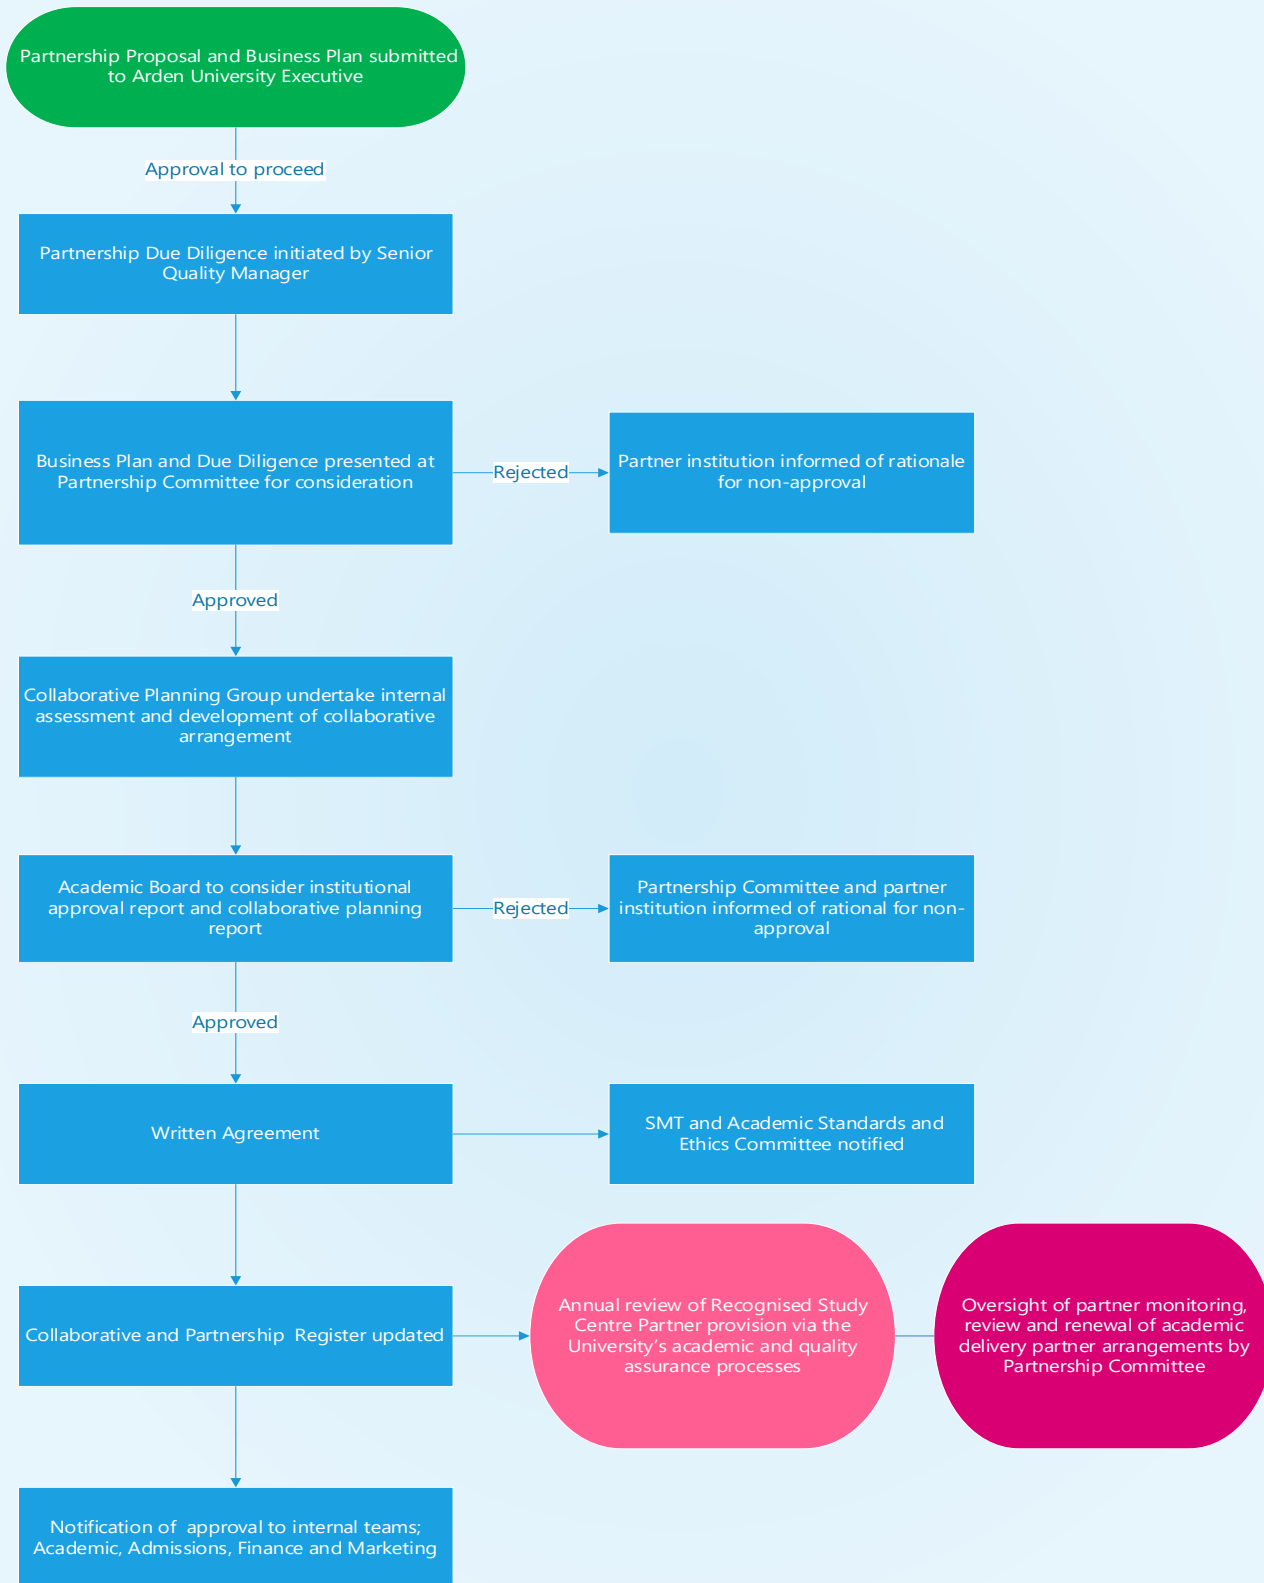 Partnership Proposal and Business Plan submitted
to Arden University Executive
Approval to proceed
Partnership Due Diligence initiated by Senior
Quality Manager
Business Plan and Due Diligence presented at
Partnership Committee for consideration
Rejected
Partner institution informed of rationale
for non-approval
Approved
Collaborative Planning Group undertake internal
assessment and development of collaborative
arrangement
Academic Board to consider institutional
approval report and collaborative planning
report
Rejected
Partnership Committee and partner
institution informed of rational for non-
approval
Approved
Written Agreement
SMT and Academic Standards and
Ethics Committee notified
Collaborative and Partnership  Register updated
Annual review of Recognised Study
Centre Partner provision via the
University's academic and quality
assurance processes
Oversight of partner monitoring,
review and renewal of academic
delivery partner arrangements by
Partnership Committee
Notification of  approval to internal teams;
Academic, Admissions, Finance and Marketing